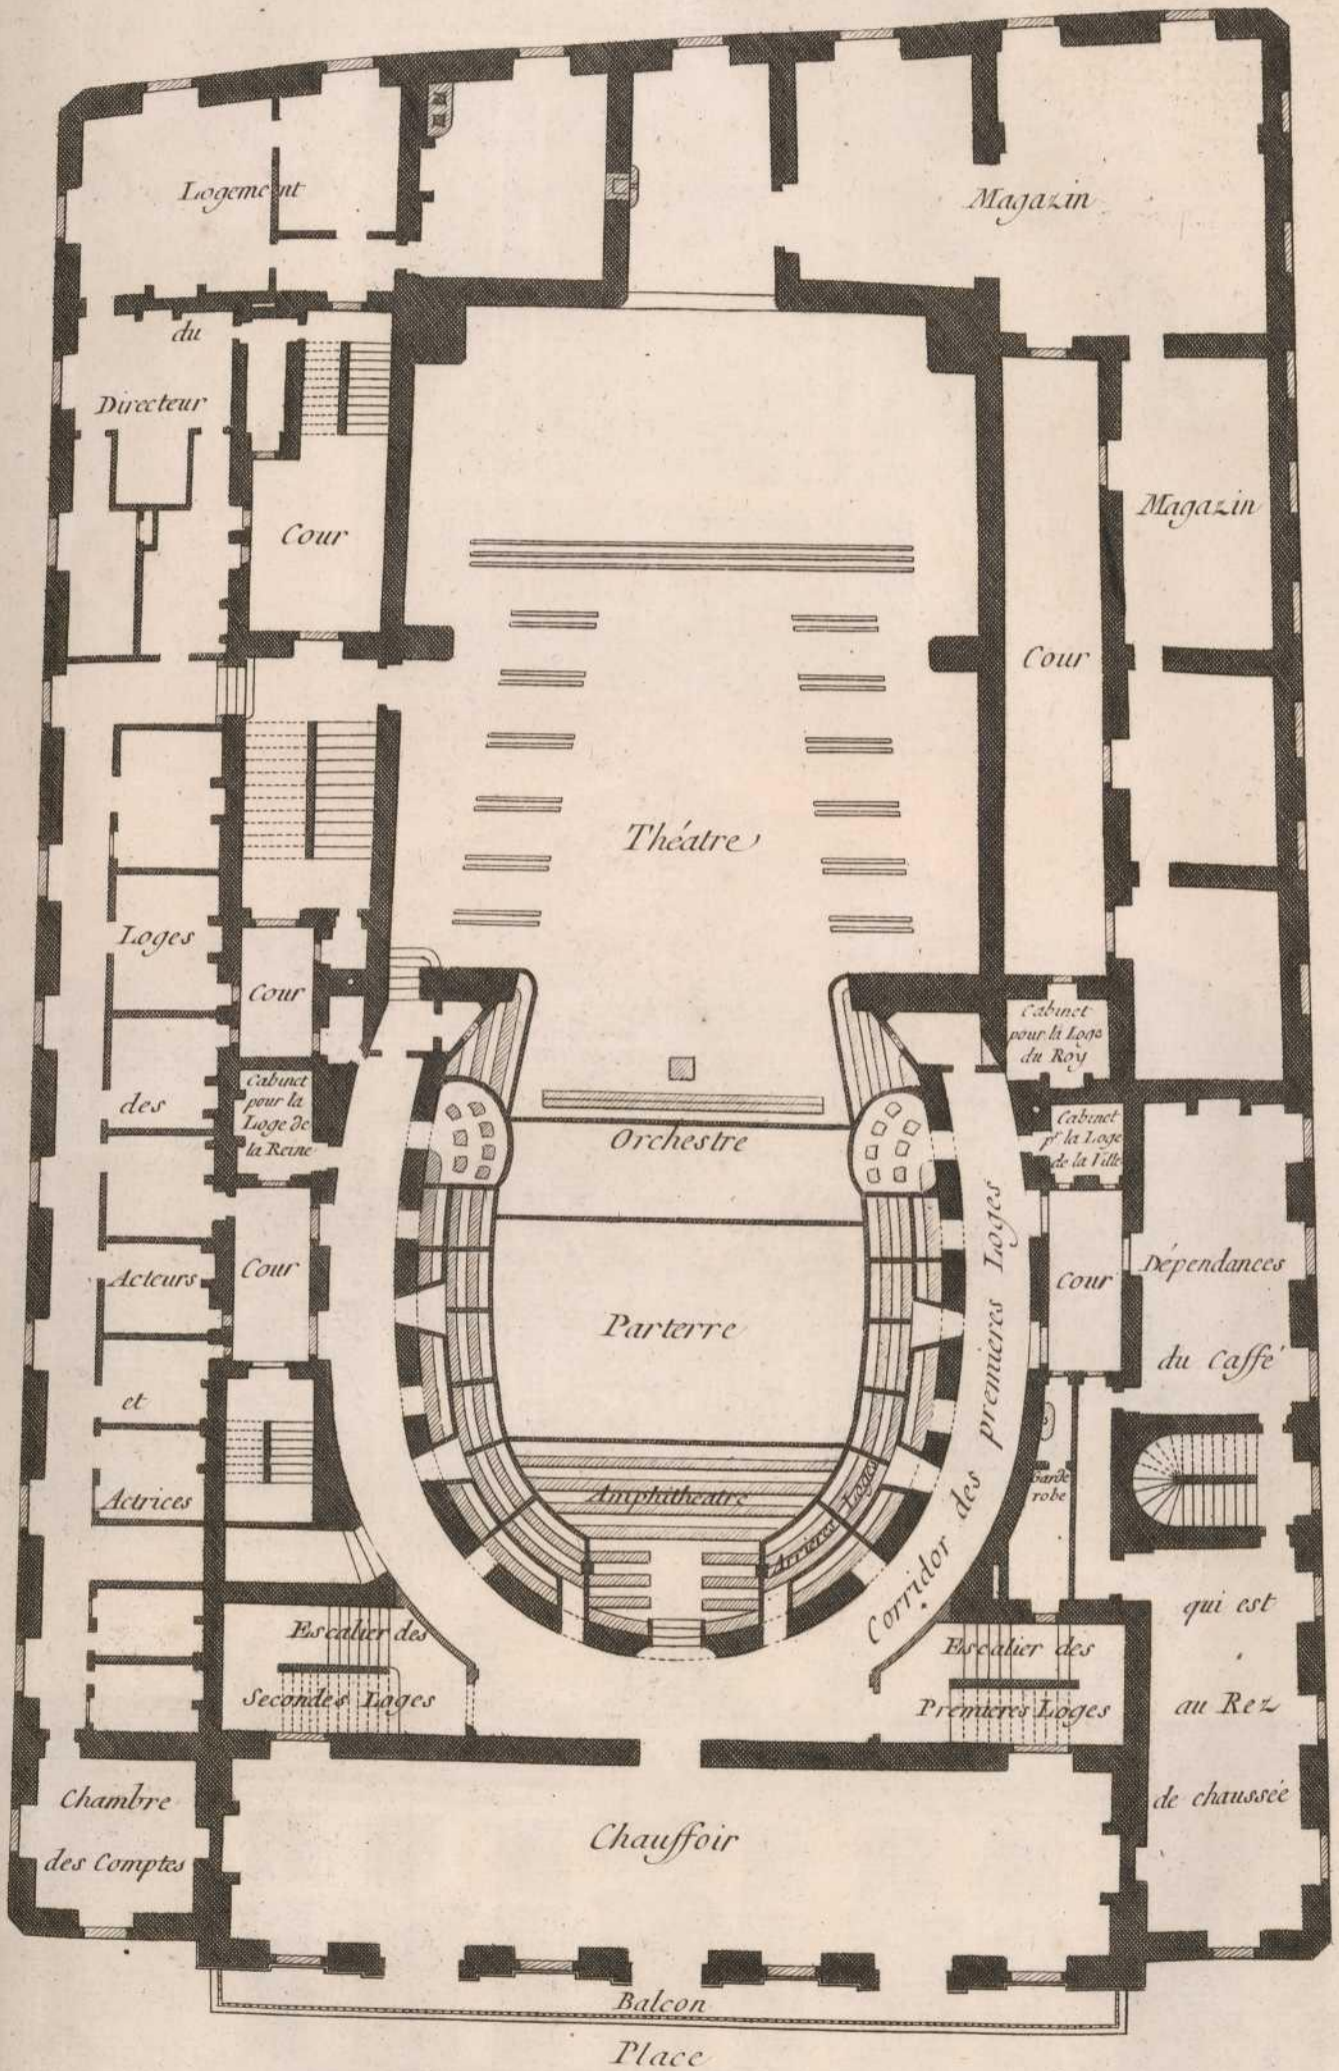 Logement
Magazin
du
Directeur
Cour
Magazin
Cour
Théatre
Loges
Cour
Cabinet
pour la Loge
du Roy
Cabinet
pour la
Loge de
la Reine
des
Orchestre
Cabinet
pr la Loge
de la Ville
Acteurs
Cour
Parterre
Corridor des premieres Loges
Cour
Dépendances
du Caffé
et
Actrices
Amphitheatre
Arrieres Loges
Garde
robe
qui est
au Rez
de chaussée
Escalier des
Secondes Loges
Escalier des
Premieres Loges
Chambre
des Comptes
Chauffoir
Balcon
Place